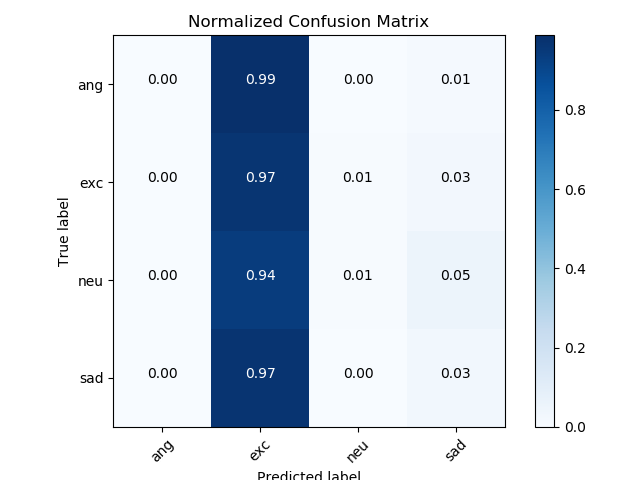 Normalized Confusion Matrix
ang 0.00 0.99 0.00 0.01
exc 0.00 0.97 0.01 0.03
neu 0.00 0.94 0.01 0.05
sad 0.00 0.97 0.00 0.03
True label
ang exc neu sad
Predicted label
0.8
0.6
0.4
0.2
0.0